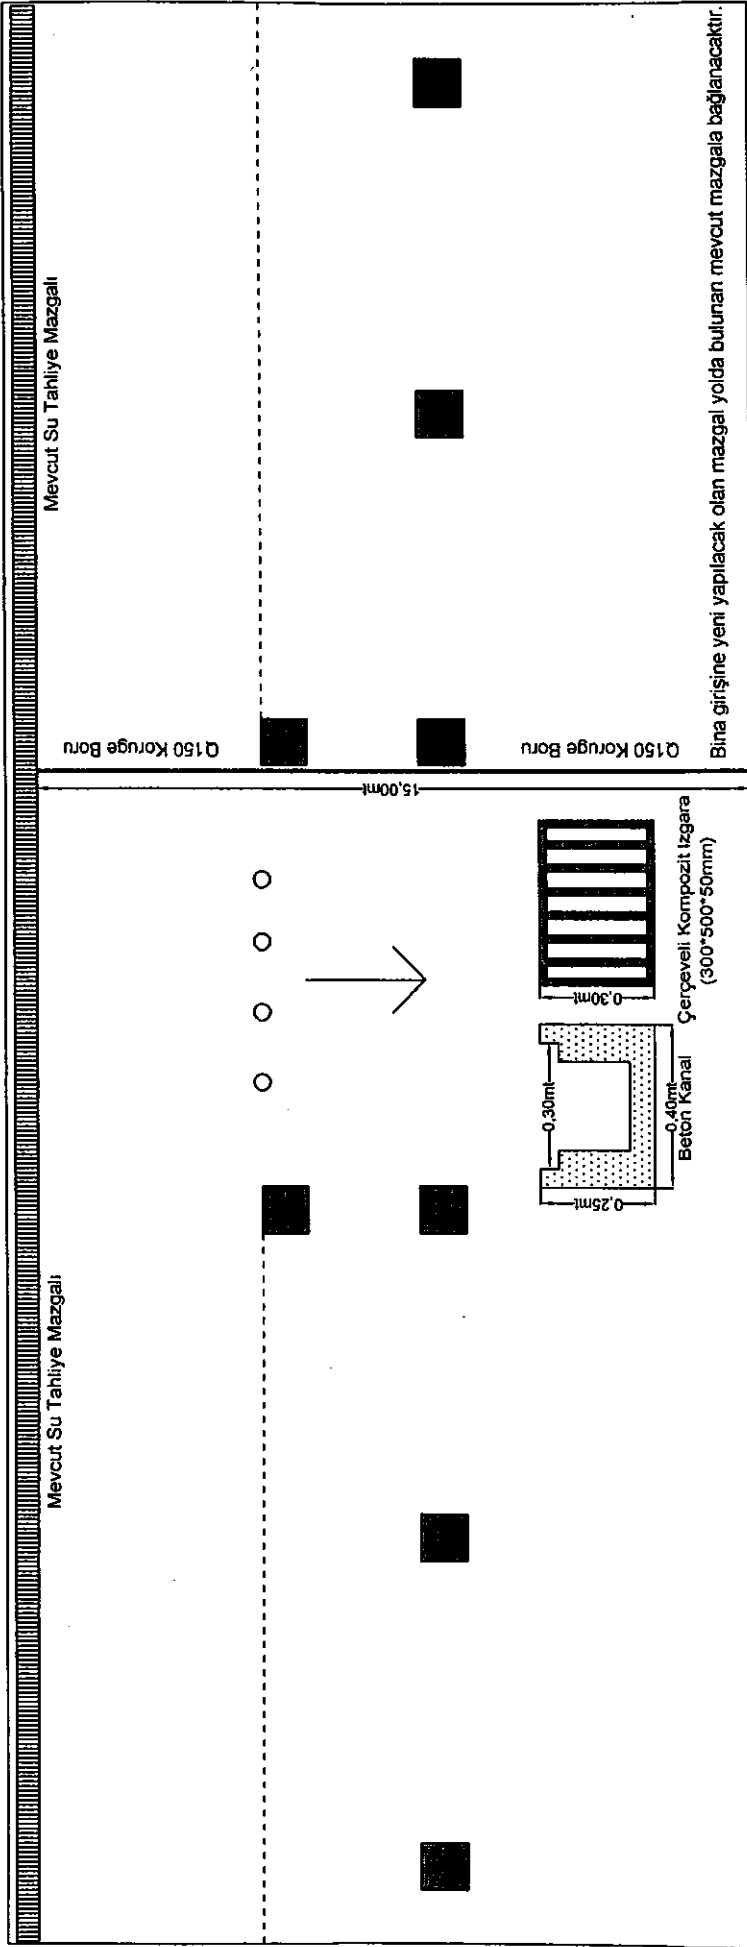 Mevcut Su Tahliye Mazgalı
Mevcut Su Tahliye Mazgalı
Q150 Koruge Boru
Q150 Koruge Boru
15,00mt
0,30mt
0,25mt
0,40mt
Beton Kanal
0,30mt
Çerçeveli Kompozit Izgara
(300*500*50mm)
Bina girişine yeni yapılacak olan mazgal yolda bulunan mevcut mazgala bağlanacaktır.